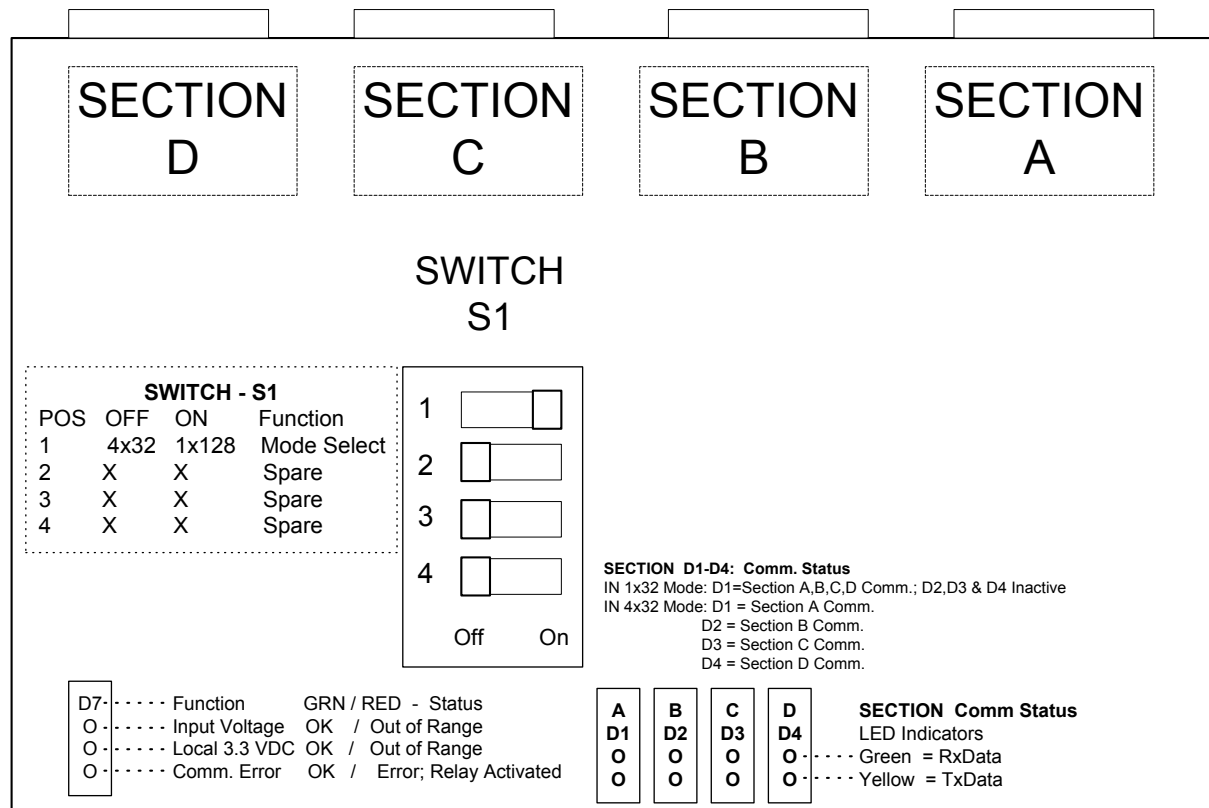 SECTION D
SECTION C
SECTION B
SECTION A
SWITCH
S1
SWITCH - S1
POS OFF ON Function
1 4x32 1x128 Mode Select
2 X X Spare
3 X X Spare
4 X X Spare
1
2
3
4
Off On
SECTION D1-D4: Comm. Status
IN 1x32 Mode: D1=Section A,B,C,D Comm.; D2,D3 & D4 Inactive
IN 4x32 Mode: D1 = Section A Comm.
D2 = Section B Comm.
D3 = Section C Comm.
D4 = Section D Comm.
D7 Function GRN / RED - Status
O Input Voltage OK / Out of Range
O Local 3.3 VDC OK / Out of Range
O Comm. Error OK / Error; Relay Activated
A B C D SECTION Comm Status
D1 D2 D3 D4 LED Indicators
O O O O Green = RxData
O O O O Yellow = TxData